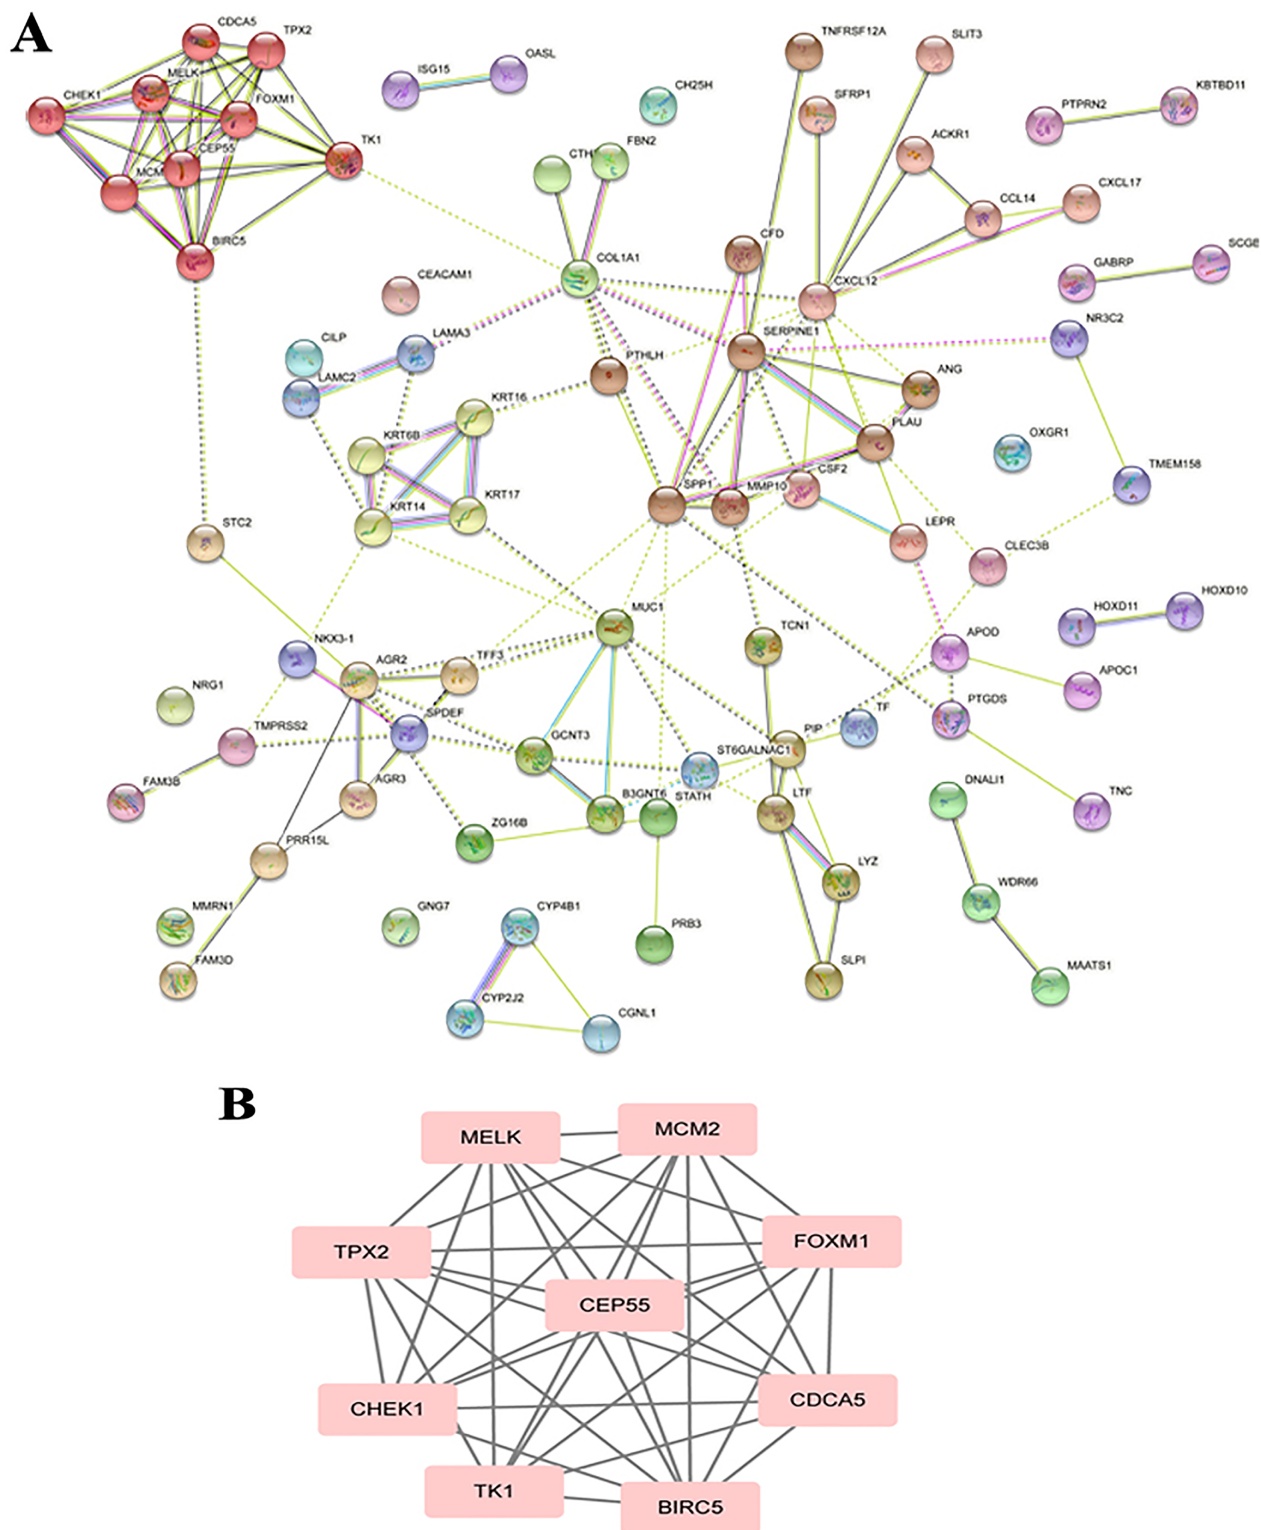 A
CDCA5
TPX2
MELK
CHEK1
FOXM1
CEP55
MCM
TK1
BIRC5
ISG15
OASL
CH25H
TNFRSF12A
SLIT3
SFRP1
ACKR1
PTPRN2
KBTBD11
FBN2
CCL14
CXCL17
COL1A1
CFD
CXCL12
GABRP
CEACAM1
CILP
LAMA3
LAMC2
PTHLH
SERPINE1
NR3C2
ANG
PLAU
KRT16
KRT6B
KRT14
KRT17
SPP1
MMP10
CSF2
OXGR1
TMEM158
LEPR
CLEC3B
STC2
HOXD11
HOXD10
MUC1
TCN1
NKX3-1
AGR2
TFF3
APOD
APOC1
NRG1
TMPRSS2
SPDEF
GCNT3
ST6GALNAC1
PIP
TF
PTGDS
FAM3B
AGR3
B3GNT6
STATH
LTF
DNALI1
TNC
PRR15L
ZG16B
LYZ
WDR66
MMRN1
GNG7
CYP4B1
PRB3
FAM3D
SLPI
MAATS1
CYP2J2
CGNL1
B
MELK
MCM2
TPX2
FOXM1
CEP55
CHEK1
CDCA5
TK1
BIRC5